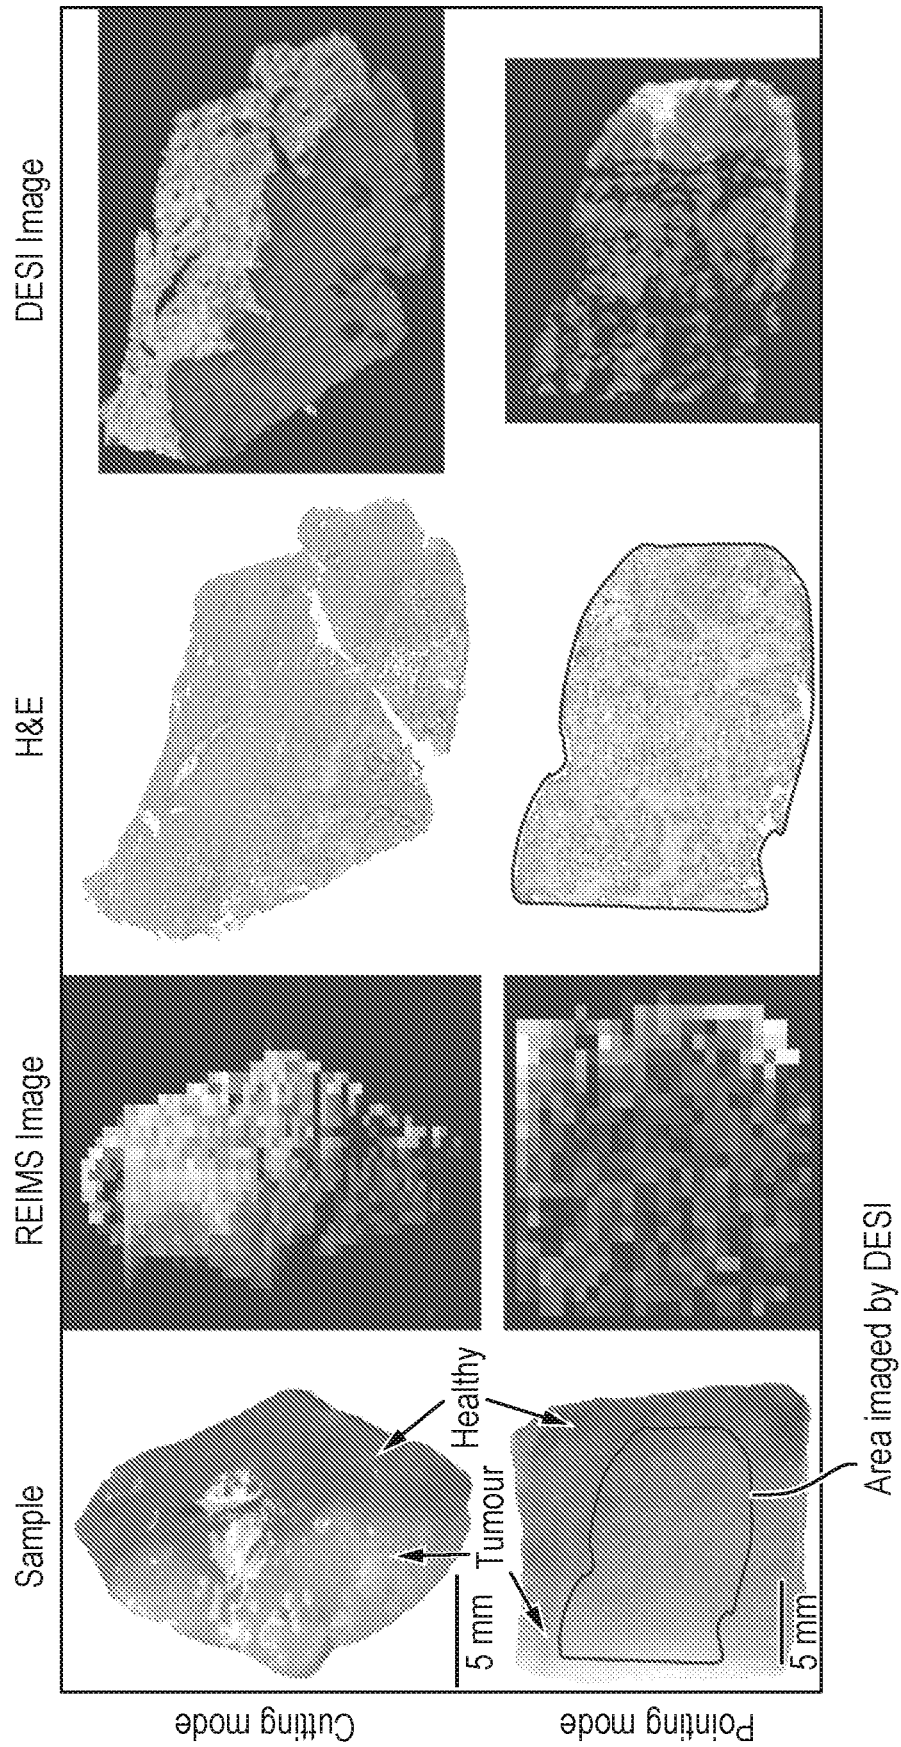 Sample
REIMS Image
H&E
DESI Image
Cutting mode
Healthy
Tumour
5 mm
Pointing mode
5 mm
Area imaged by DESI